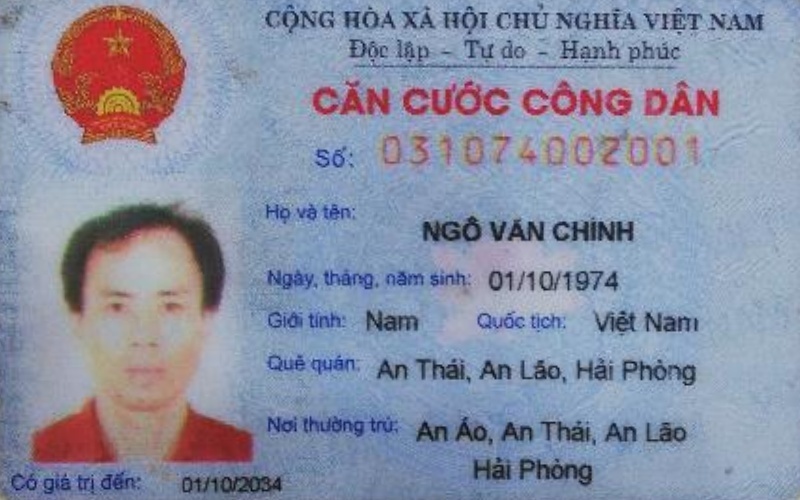 CỘNG HÒA XÃ HỘI CHỦ NGHĨA VIỆT NAM
Độc lập - Tự do - Hạnh phúc
CĂN CƯỚC CÔNG DÂN
Số: 031074002001
Họ và tên:
NGÔ VĂN CHÍNH
Ngày, tháng, năm sinh: 01/10/1974
Giới tính: Nam Quốc tịch: Việt Nam
Quê quán: An Thái, An Lão, Hải Phòng
Nơi thường trú: An Áo, An Thái, An Lão
Hải Phòng
Có giá trị đến: 01/10/2034